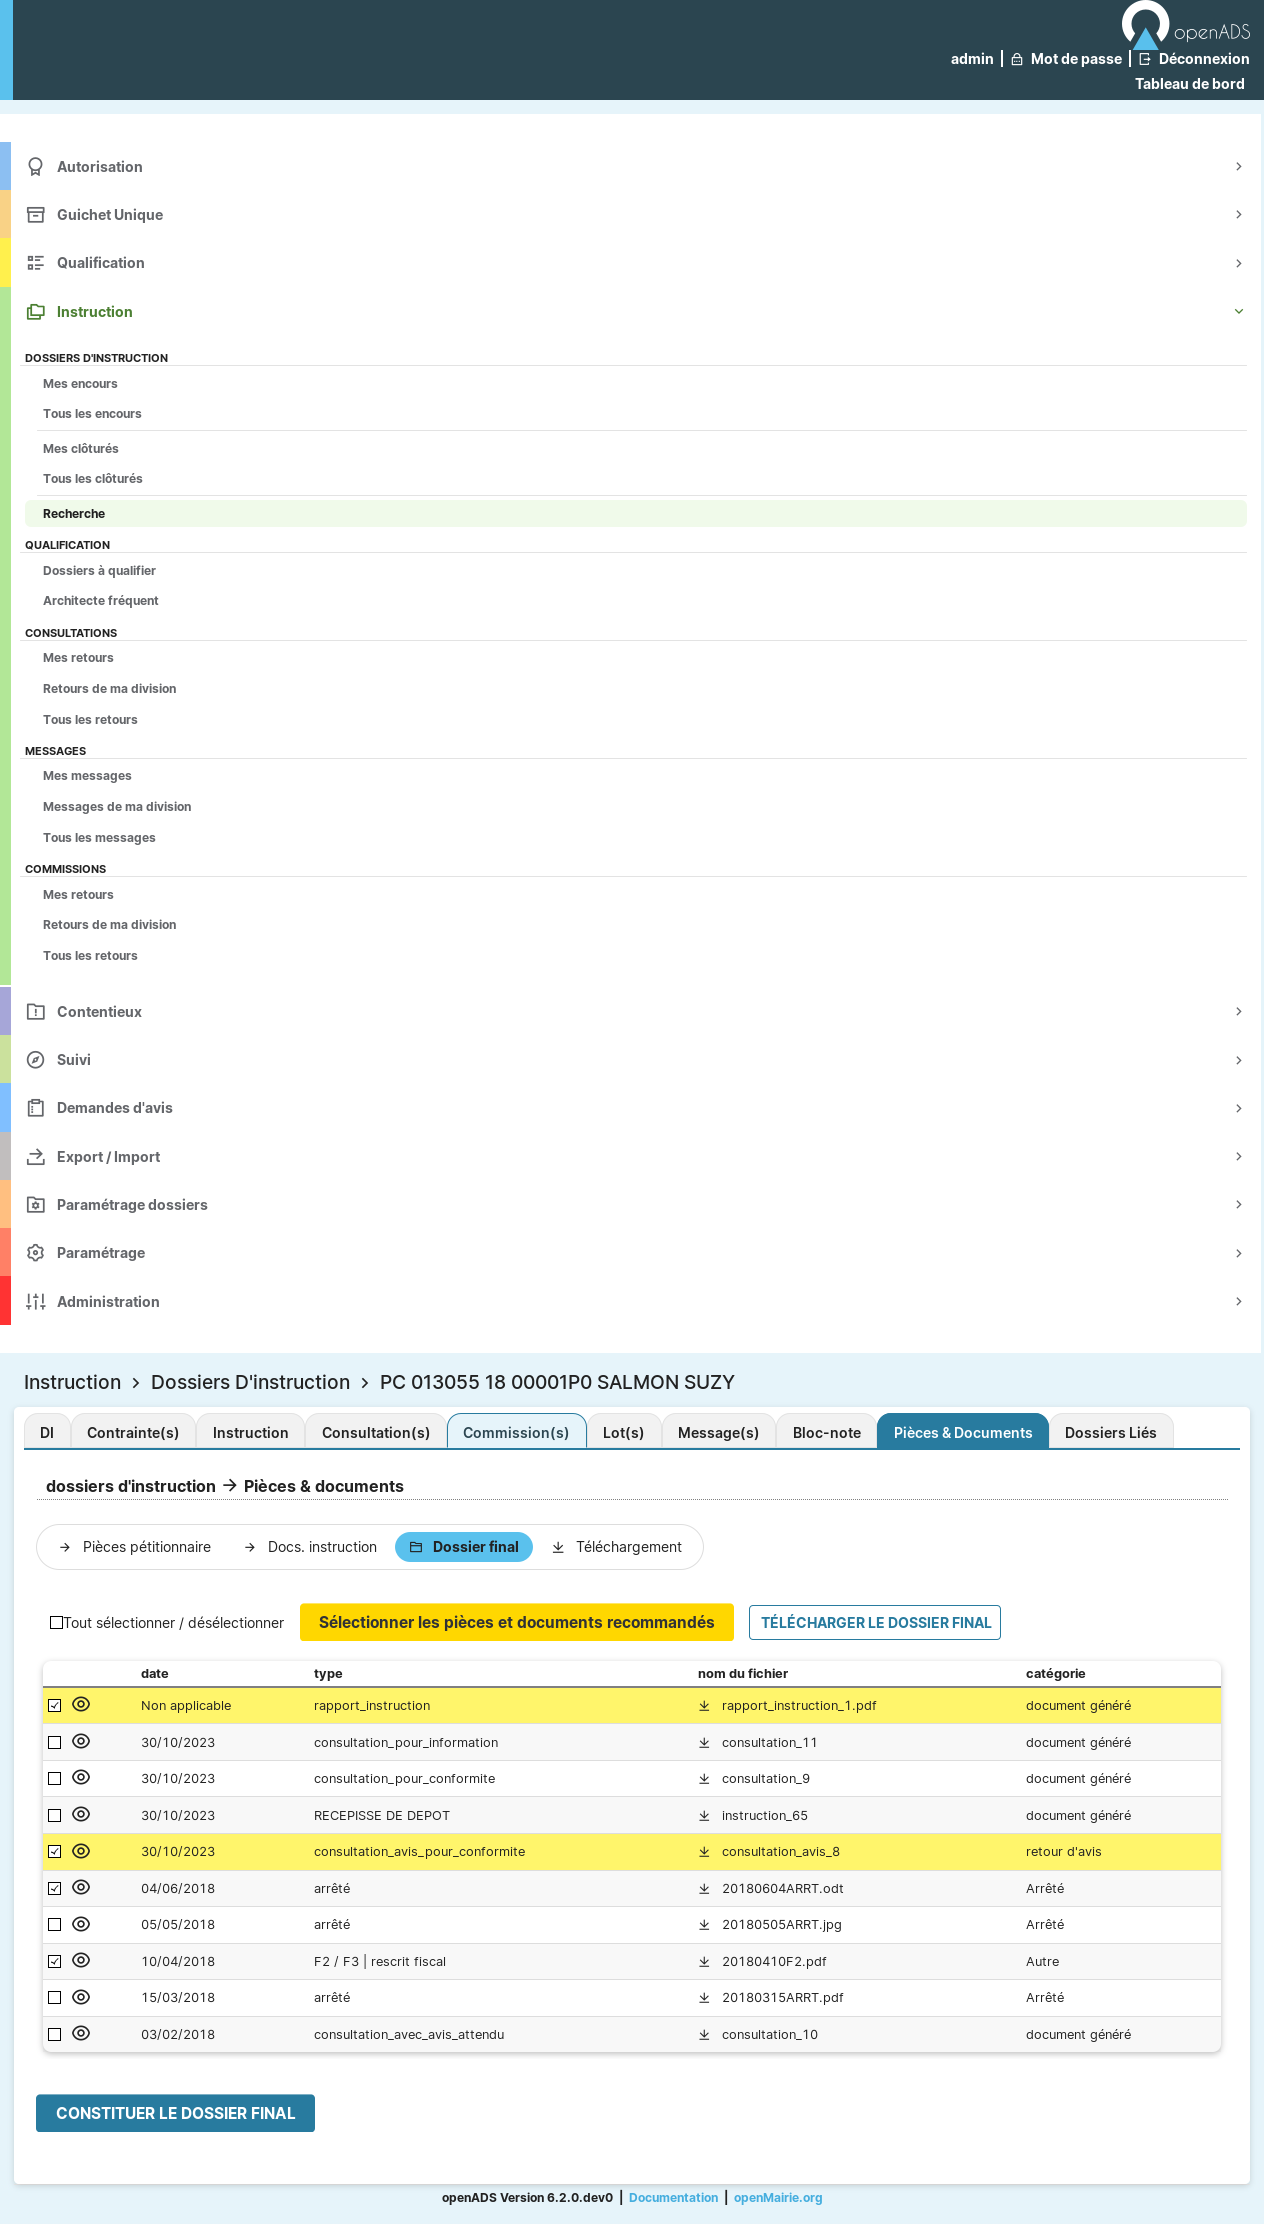 openADS
admin | Mot de passe | Déconnexion
Tableau de bord
Autorisation
Guichet Unique
Qualification
Instruction
DOSSIERS D'INSTRUCTION
Mes encours
Tous les encours
Mes clôturés
Tous les clôturés
Recherche
QUALIFICATION
Dossiers à qualifier
Architecte fréquent
CONSULTATIONS
Mes retours
Retours de ma division
Tous les retours
MESSAGES
Mes messages
Messages de ma division
Tous les messages
COMMISSIONS
Mes retours
Retours de ma division
Tous les retours
Contentieux
Suivi
Demandes d'avis
Export / Import
Paramétrage dossiers
Paramétrage
Administration
Instruction > Dossiers D'instruction > PC 013055 18 00001P0 SALMON SUZY
DI Contrainte(s) Instruction Consultation(s) Commission(s) Lot(s) Message(s) Bloc-note Pièces & Documents Dossiers Liés
dossiers d'instruction → Pièces & documents
→ Pièces pétitionnaire → Docs. instruction Dossier final Téléchargement
Tout sélectionner / désélectionner Sélectionner les pièces et documents recommandés TÉLÉCHARGER LE DOSSIER FINAL
date type nom du fichier catégorie
Non applicable rapport_instruction rapport_instruction_1.pdf document généré
30/10/2023 consultation_pour_information consultation_11 document généré
30/10/2023 consultation_pour_conformite consultation_9 document généré
30/10/2023 RECEPISSE DE DEPOT instruction_65 document généré
30/10/2023 consultation_avis_pour_conformite consultation_avis_8 retour d'avis
04/06/2018 arrêté 20180604ARRT.odt Arrêté
05/05/2018 arrêté 20180505ARRT.jpg Arrêté
10/04/2018 F2 / F3 | rescrit fiscal 20180410F2.pdf Autre
15/03/2018 arrêté 20180315ARRT.pdf Arrêté
03/02/2018 consultation_avec_avis_attendu consultation_10 document généré
CONSTITUER LE DOSSIER FINAL
openADS Version 6.2.0.dev0 | Documentation | openMairie.org